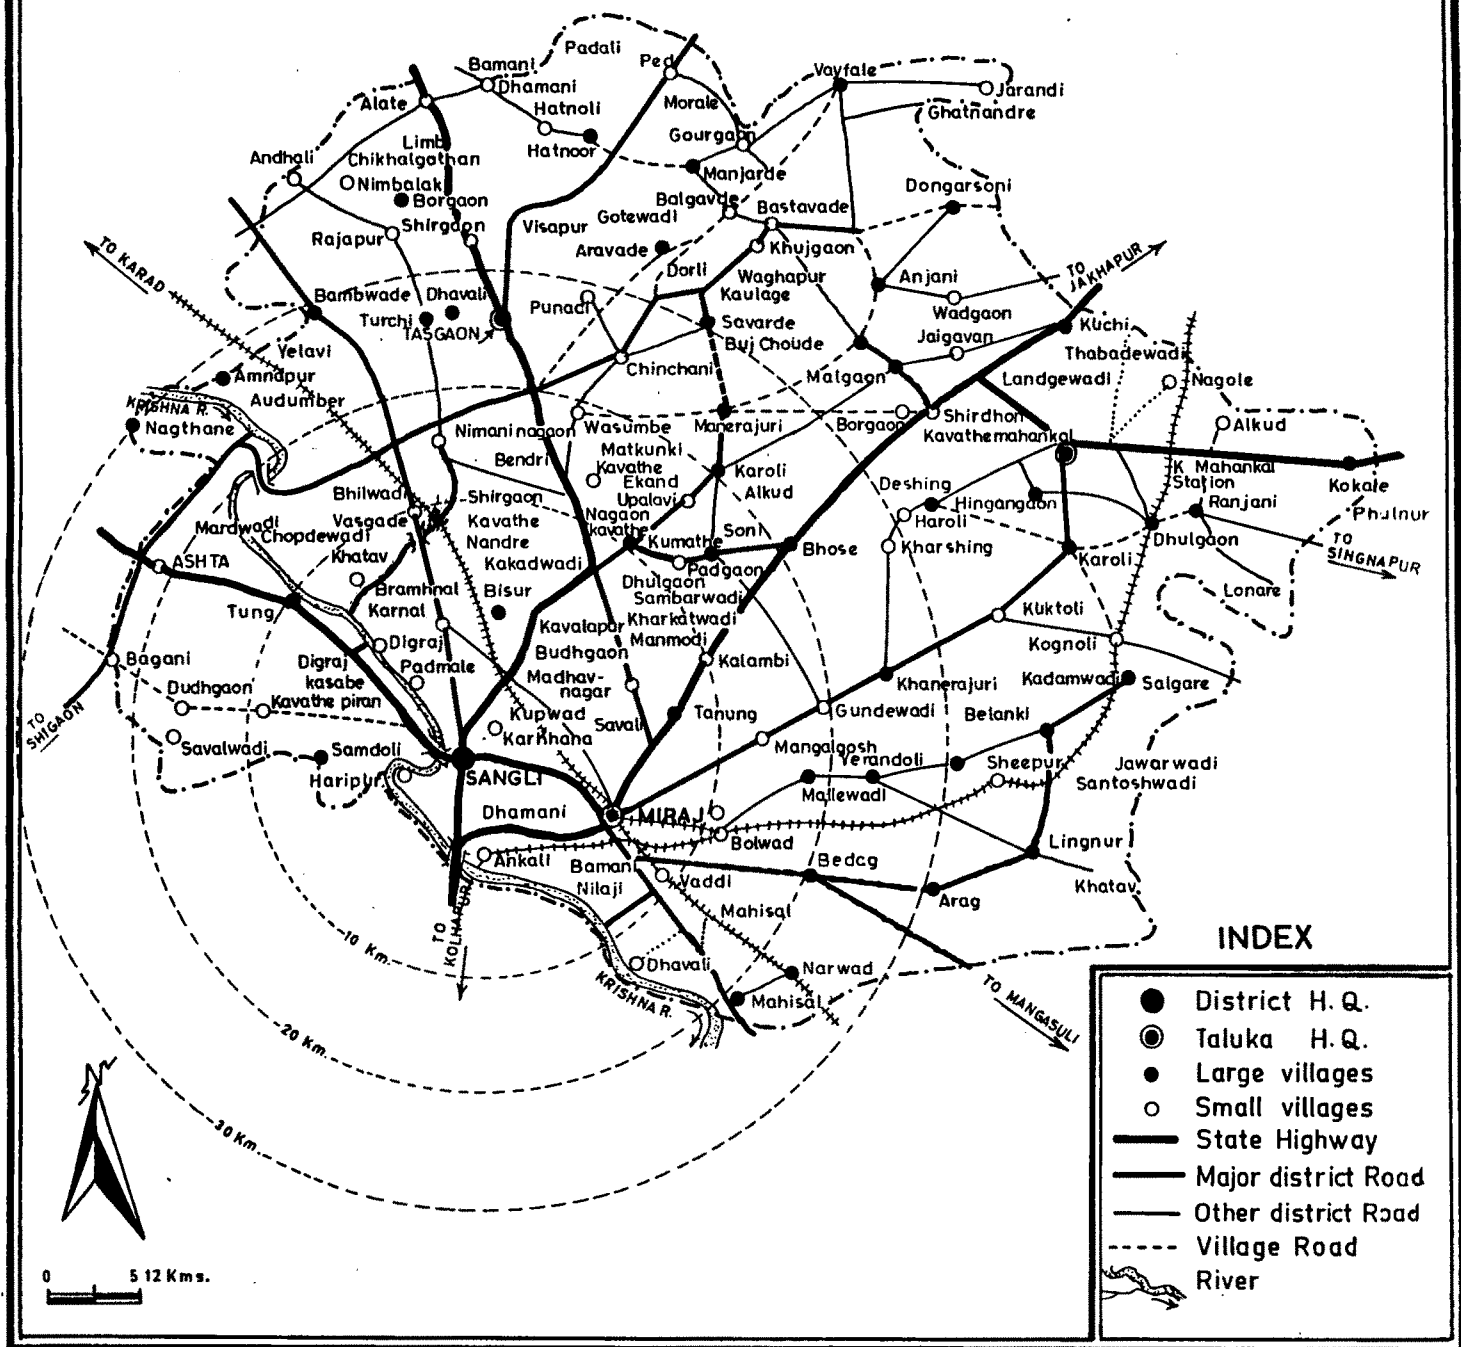 Padali
Bamani
Ped
Vayfale
Dhamani
Jarandi
Alate
Hatnoli
Morale
Ghatnandre
Limb
Gourgaon
Hatnoor
Andhali
Chikhalgothan
Manjarde
Nimbalak
Dongarsoni
Borgaon
Balgavde
Bastavade
Shirgaon
Visapur
Gotewadi
Rajapur
Aravade
Khujgaon
TO KARAD
TO JAKHAPUR
Dorli
Waghapur
Anjani
Bambwade
Dhavali
Punadi
Kaulage
Wadgaon
Turchi
TASGAON
Savarde
Kuchi
Buj Choude
Jaigavan
Yelavi
Thabadewadi
Chinchani
Malgaon
Landgewadi
Nagole
Amnapur
Audumber
KRISHNA R.
Shirdhon
Nagthane
Nimani nagaon
Wasumbe
Manerajuri
Borgaon
Alkud
Kavathemahankal
Matkunki
Bendri
Kavathe
Ekand
Karoli
K Mahankal
Station
Kokale
Bhilwadi
Shirgaon
Upalavi
Alkud
Deshing
Hingangaon
Ranjani
Mardwadi
Vasgade
Kavathe
Nagaon
kavathe
Haroli
Phulnur
Chopdewadi
Nandre
Kumathe
Soni
Bhose
Kharshing
Dhulgaon
TO SINGNAPUR
Khatav
ASHTA
Kakadwadi
Padgaon
Karoli
Bramhnal
Bisur
Dhulgaon
Sambarwadi
Lonare
Tung
Karnal
Kavalapar
Kharkatwadi
Kuktoli
Digraj
Manmodi
Kognoli
Bagani
Digraj
kasabe
Padmale
Budhgaon
Kalambi
Dudhgaon
Kavathe piran
Madhav-
nagar
Khanerajuri
Kadamwadi
Salgare
TO SHIGAON
Kupwad
Savali
Tanung
Gundewadi
Belanki
Savalwadi
Karkhana
Samdoli
Mangalgosh
Yerandoli
Sheepur
Jawarwadi
Haripur
SANGLI
Mallewadi
Santoshwadi
Dhamani
MIRAJ
Bolwad
Lingnur
Ankali
Bamani
Bedag
Nilaji
Vaddi
Khatav
Arag
TO KOLHAPUR
Mahisal
10 Km.
INDEX
Dhavali
Narwad
KRISHNA R.
Mahisal
TO MANGASULI
District H.Q.
20 Km.
Taluka H.Q.
Large villages
30 Km.
Small villages
State Highway
Major district Road
Other district Road
Village Road
0 5 12 Kms.
River